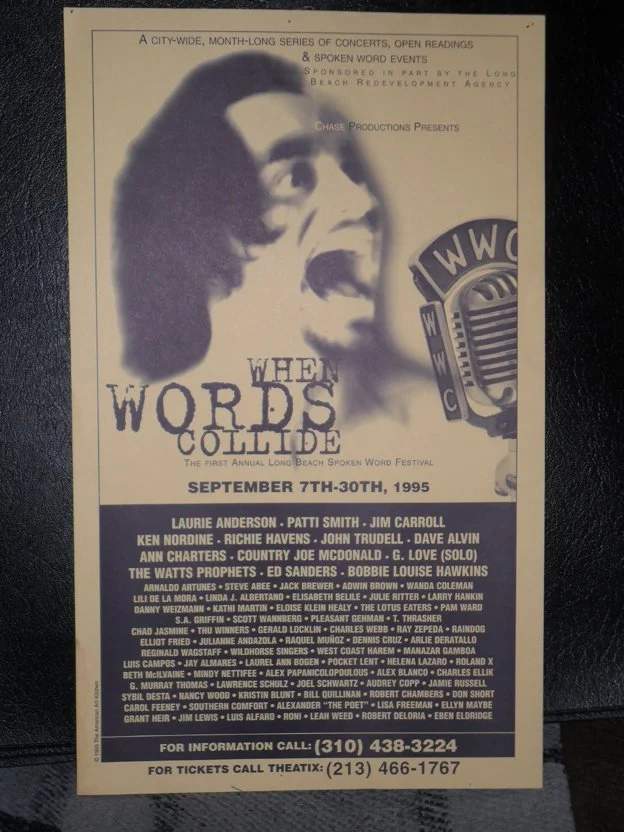 A CITY-WIDE, MONTH-LONG SERIES OF CONCERTS, OPEN READINGS
& SPOKEN WORD EVENTS
SPONSORED IN PART BY THE LONG
BEACH REDEVELOPMENT AGENCY
CHASE PRODUCTIONS PRESENTS
WWC
WWC
WHEN
WORDS
COLLIDE
THE FIRST ANNUAL LONG BEACH SPOKEN WORD FESTIVAL
SEPTEMBER 7TH-30TH, 1995
LAURIE ANDERSON • PATTI SMITH • JIM CARROLL
KEN NORDINE • RICHIE HAVENS • JOHN TRUDELL • DAVE ALVIN
ANN CHARTERS • COUNTRY JOE MCDONALD • G. LOVE (SOLO)
THE WATTS PROPHETS • ED SANDERS • BOBBIE LOUISE HAWKINS
ARNALDO ARTUNES • STEVE ABEE • JACK BREWER • ADWIN BROWN • WANDA COLEMAN
LILI DE LA MORA • LINDA J. ALBERTANO • ELISABETH BELILE • JULIE RITTER • LARRY HANKIN
DANNY WEIZMANN • KATHI MARTIN • ELOISE KLEIN HEALY • THE LOTUS EATERS • PAM WARD
S.A. GRIFFIN • SCOTT WANNBERG • PLEASANT GEHMAN • T. THRASHER
CHAD JASMINE • THU WINNERS • GERALD LOCKLIN • CHARLES WEBB • RAY ZEPEDA • RAINDOG
ELLIOT FRIED • JULIANNE ANDAZOLA • RAQUEL MUÑOZ • DENNIS CRUZ • ARLIE DERATALLO
REGINALD WAGSTAFF • WILDHORSE SINGERS • WEST COAST HAREM • MANAZAR GAMBOA
LUIS CAMPOS • JAY ALMARES • LAUREL ANN BOGEN • POCKET LENT • HELENA LAZARO • ROLAND X
BETH McILVAINE • MINDY NETTIFEE • ALEX PAPANICOLOPOULOUS • ALEX BLANCO • CHARLES ELLIK
G. MURRAY THOMAS • LAWRENCE SCHULZ • JOEL SCHWARTZ • AUDREY COPP • JAMIE RUSSELL
SYBIL DESTA • NANCY WOOD • KRISTIN BLUNT • BILL QUILLINAN • ROBERT CHAMBERS • DON SHORT
CAROL FEENEY • SOUTHERN COMFORT • ALEXANDER "THE POET" • LISA FREEMAN • ELLYN MAYBE
GRANT HEIR • JIM LEWIS • LUIS ALFARO • RONI • LEAH WEED • ROBERT DELORIA • EBEN ELDRIDGE
FOR INFORMATION CALL: (310) 438-3224
FOR TICKETS CALL THEATIX: (213) 466-1767
© 1995 The American Art Kitchen